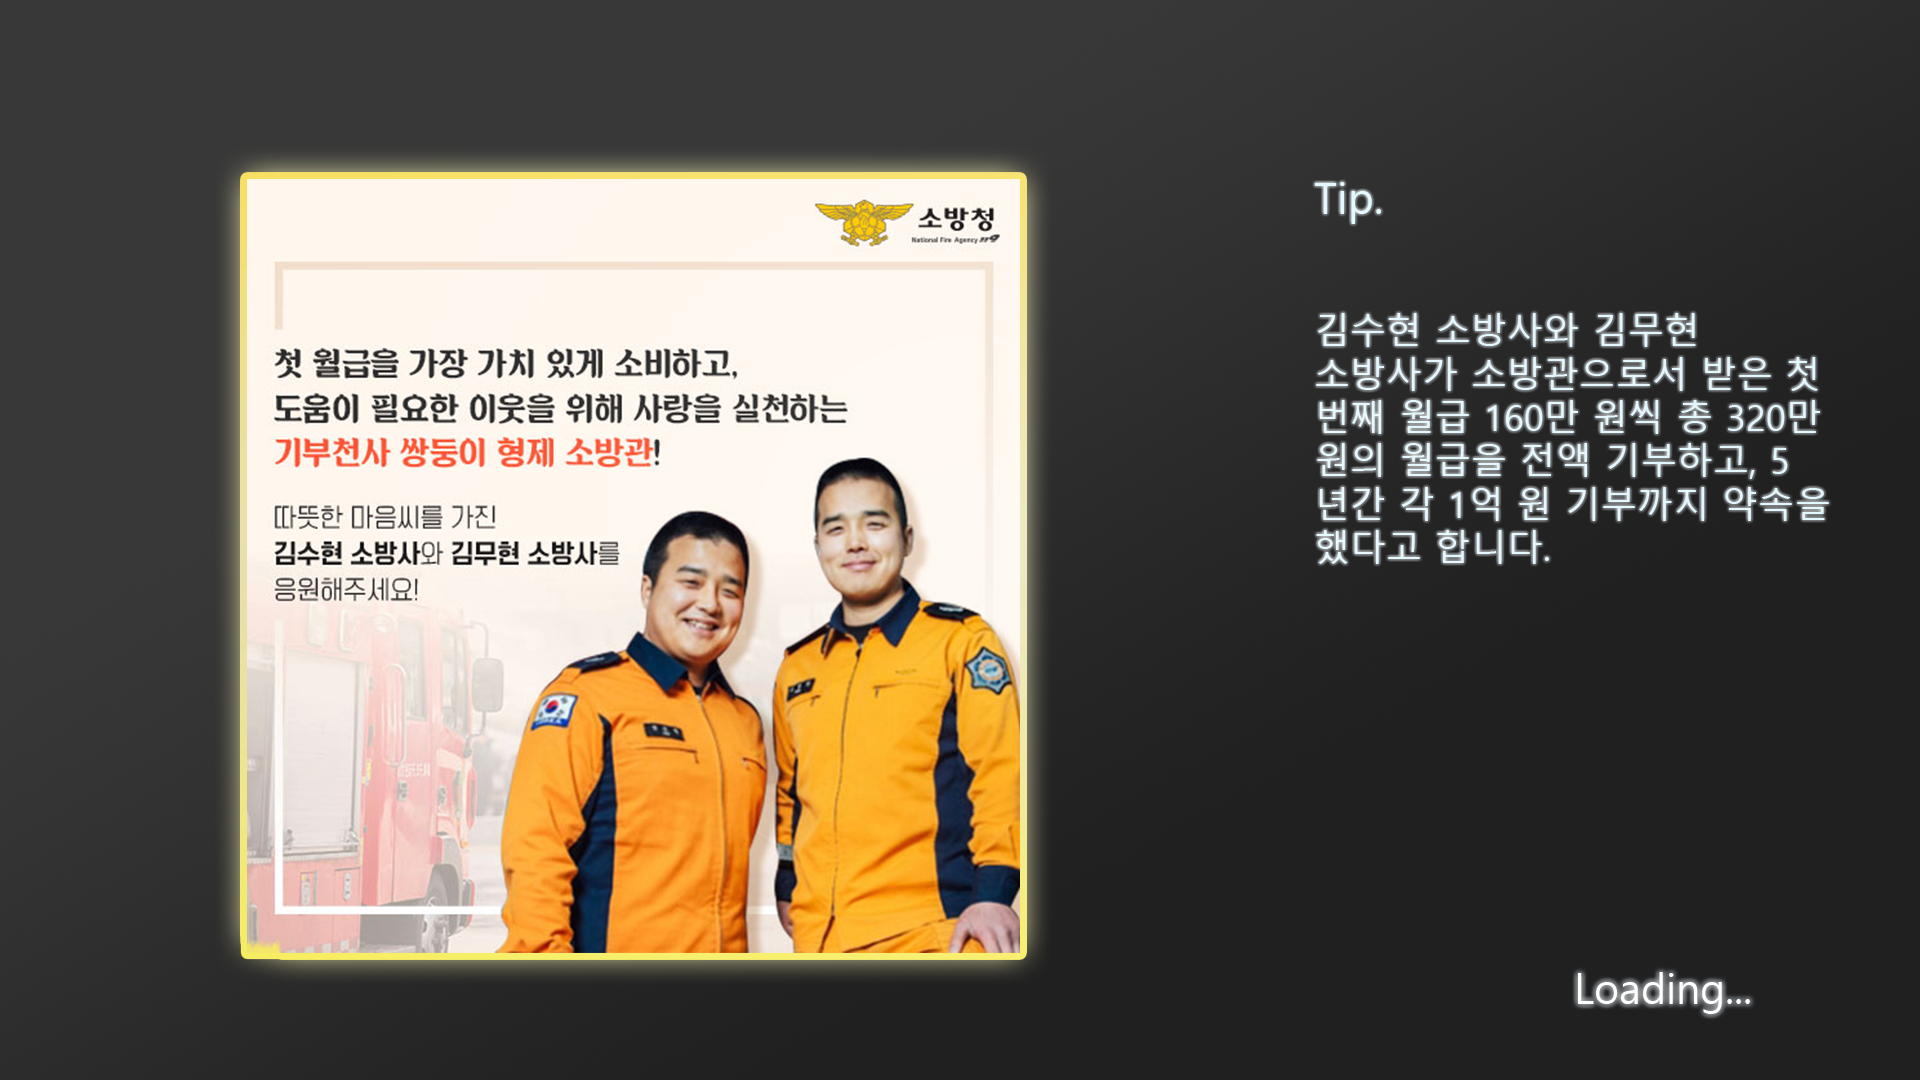 소방청
National Fire Agency 119
첫 월급을 가장 가치 있게 소비하고,
도움이 필요한 이웃을 위해 사랑을 실천하는
기부천사 쌍둥이 형제 소방관!
따뜻한 마음씨를 가진
김수현 소방사와 김무현 소방사를
응원해주세요!
Tip.
김수현 소방사와 김무현
소방사가 소방관으로서 받은 첫
번째 월급 160만 원씩 총 320만
원의 월급을 전액 기부하고, 5
년간 각 1억 원 기부까지 약속을
했다고 합니다.
Loading...